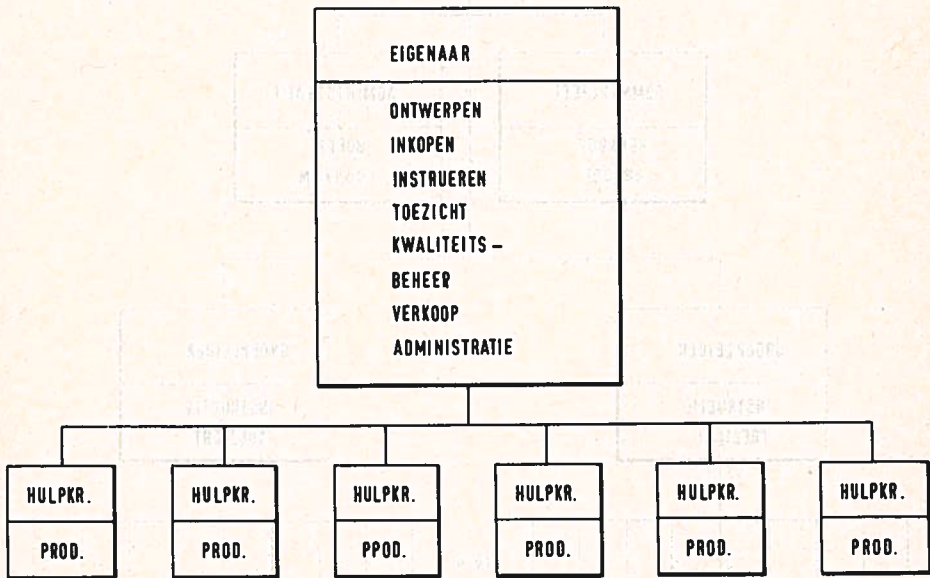 EIGENAAR
ONTWERPEN
INKOPEN
INSTRUEREN
TOEZICHT
KWALITEITS –
BEHEER
VERKOOP
ADMINISTRATIE
HULPKR. HULPKR. HULPKR. HULPKR. HULPKR. HULPKR.
PROD. PROD. PPOD. PROD. PROD. PROD.